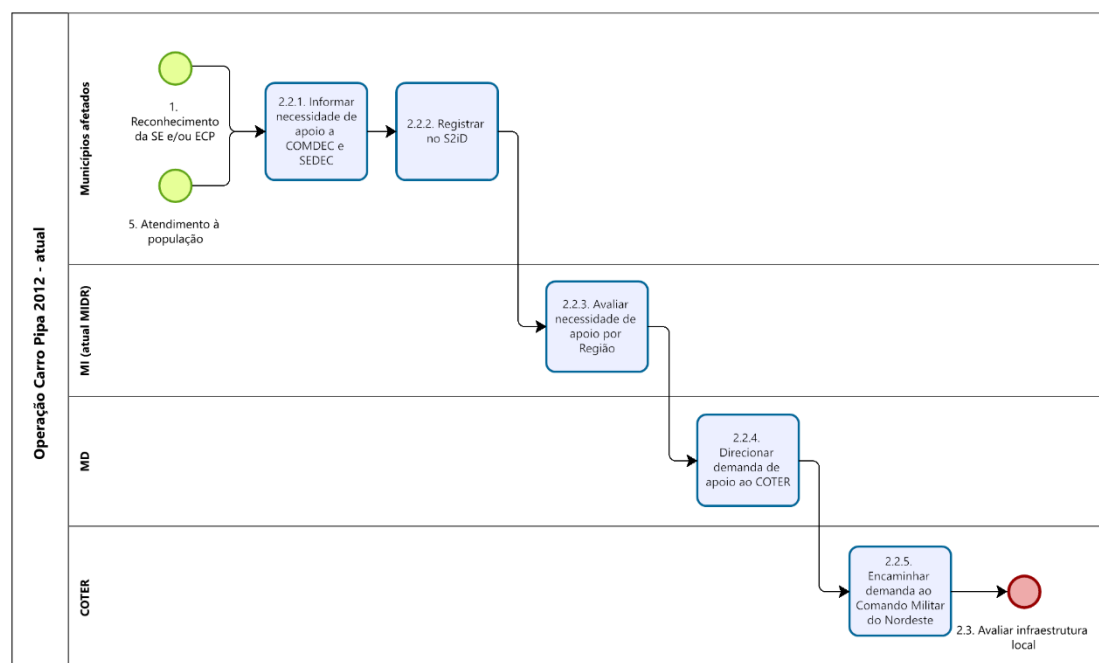 Operação Carro Pipa 2012 - atual
Municípios afetados
1.
Reconhecimento
da SE e/ou ECP
5. Atendimento à
população
2.2.1. Informar
necessidade de
apoio a
COMDEC e
SEDEC
2.2.2. Registrar
no S2iD
MI (atual MIDR)
2.2.3. Avaliar
necessidade de
apoio por
Região
MD
2.2.4.
Direcionar
demanda de
apoio ao COTER
COTER
2.2.5.
Encaminhar
demanda ao
Comando Militar
do Nordeste
2.3. Avaliar infraestrutura
local